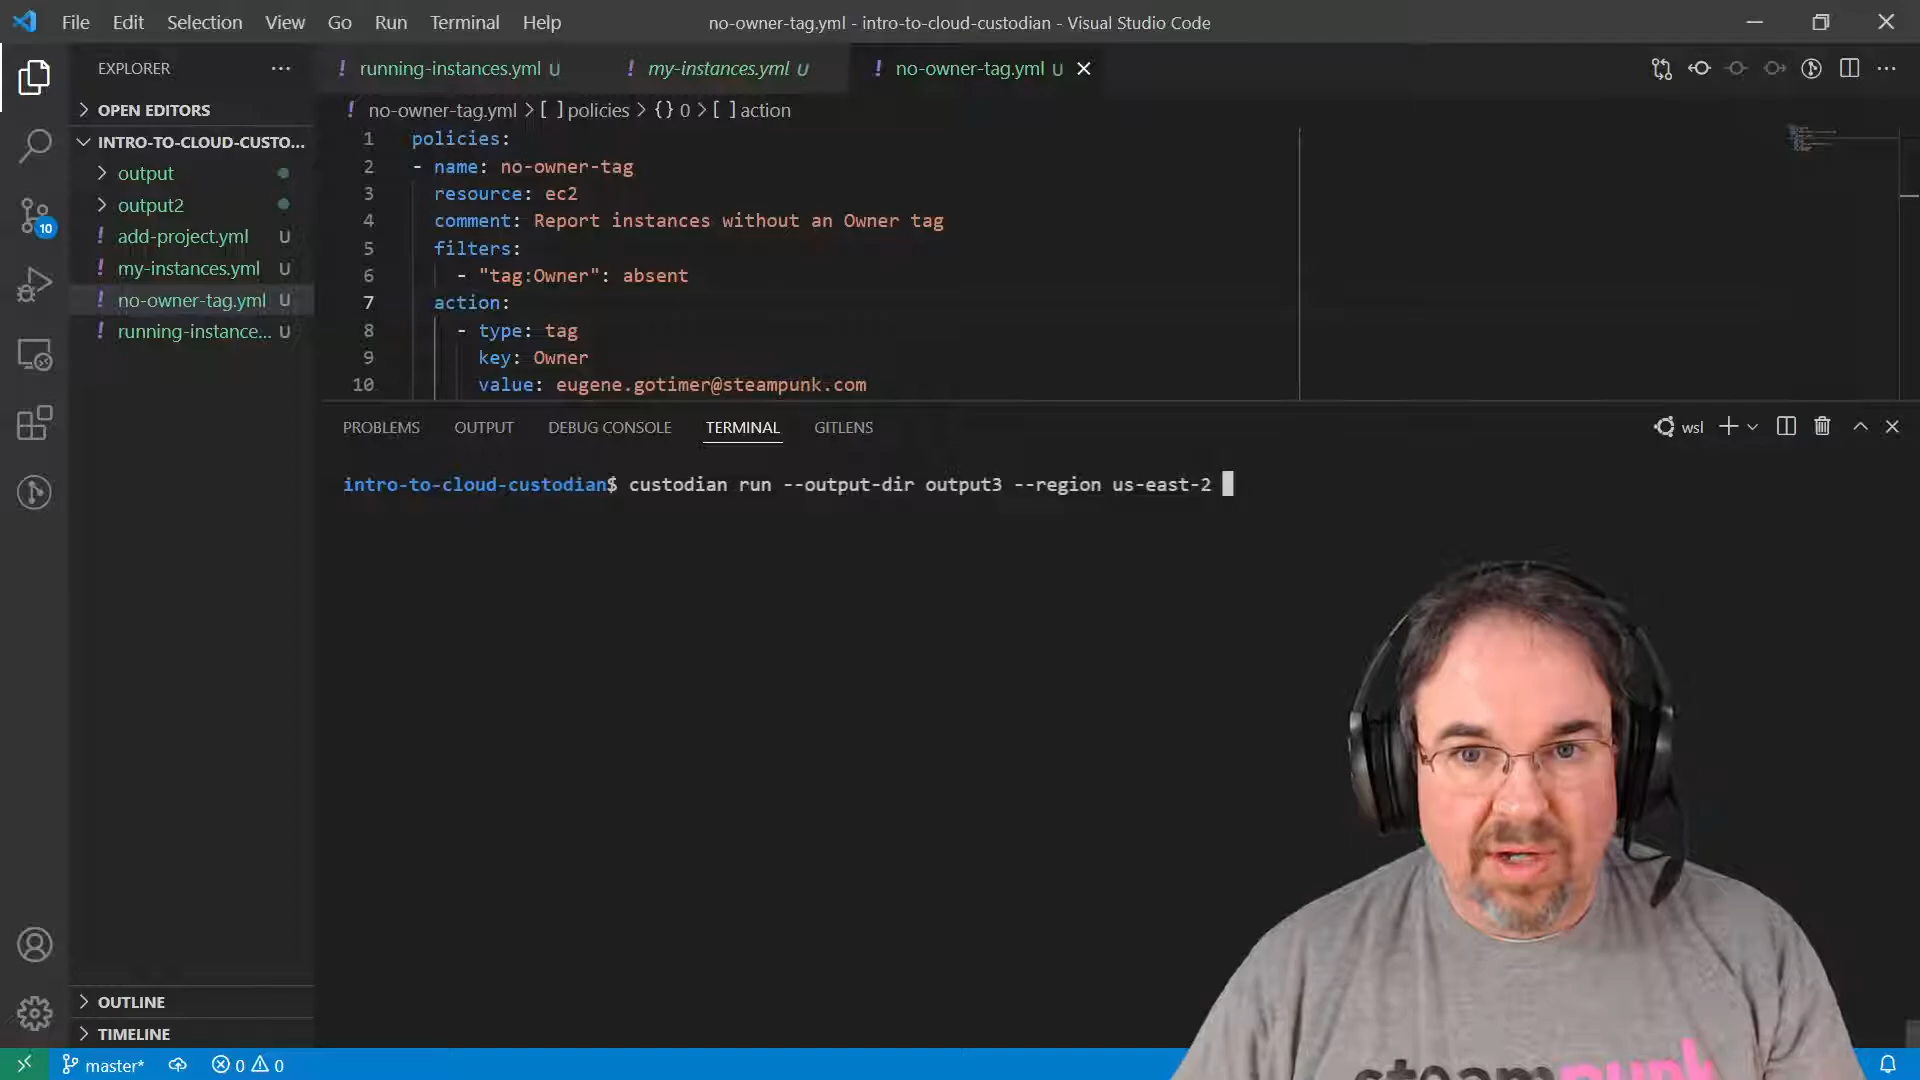 File Edit Selection View Go Run Terminal Help
no-owner-tag.yml - intro-to-cloud-custodian - Visual Studio Code
EXPLORER
OPEN EDITORS
INTRO-TO-CLOUD-CUSTO...
output
output2
add-project.yml U
my-instances.yml U
no-owner-tag.yml U
running-instance... U
OUTLINE
TIMELINE
10
! running-instances.yml U
! my-instances.yml U
! no-owner-tag.yml U
! no-owner-tag.yml > [ ] policies > {} 0 > [ ] action
1 policies:
2 - name: no-owner-tag
3 resource: ec2
4 comment: Report instances without an Owner tag
5 filters:
6 - "tag:Owner": absent
7 action:
8 - type: tag
9 key: Owner
10 value: eugene.gotimer@steampunk.com
PROBLEMS OUTPUT DEBUG CONSOLE TERMINAL GITLENS
wsl
intro-to-cloud-custodian$ custodian run --output-dir output3 --region us-east-2
steampunk
master* 0 0